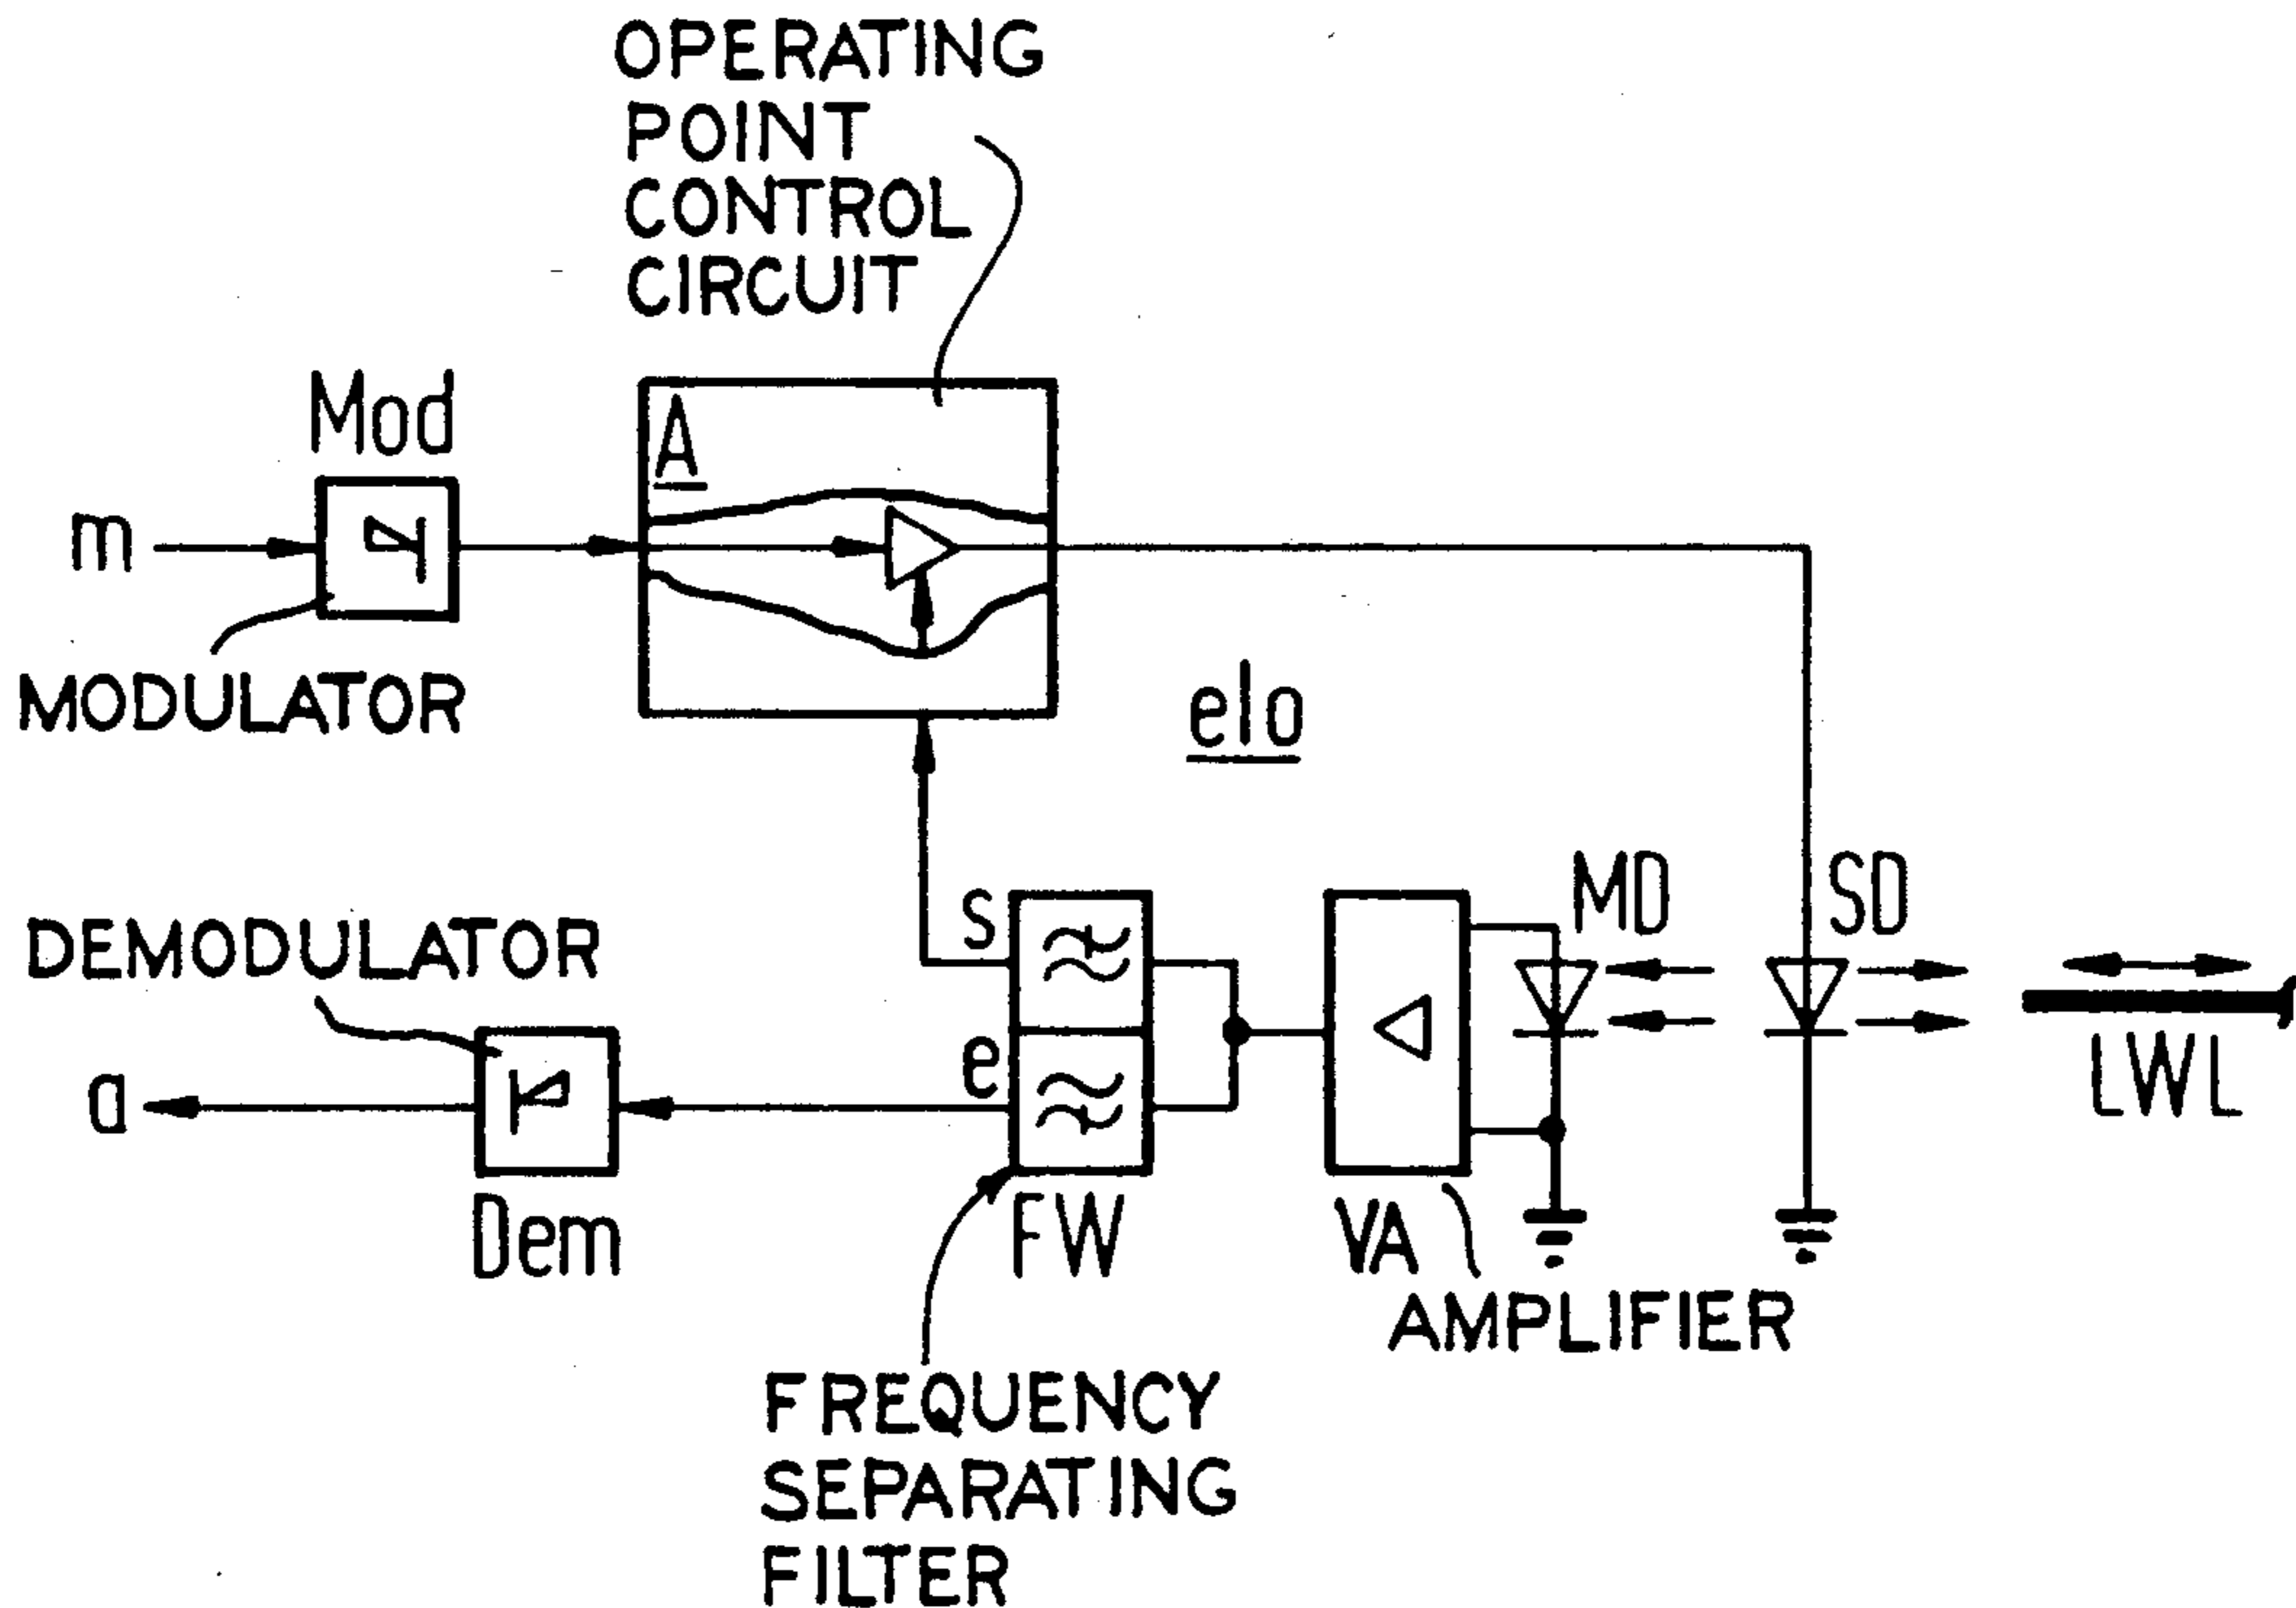 OPERATING
POINT
CONTROL
CIRCUIT
Mod
A
m
MODULATOR
elo
MD
SD
s
DEMODULATOR
e
LWL
a
Dem
FW
VA
AMPLIFIER
FREQUENCY
SEPARATING
FILTER